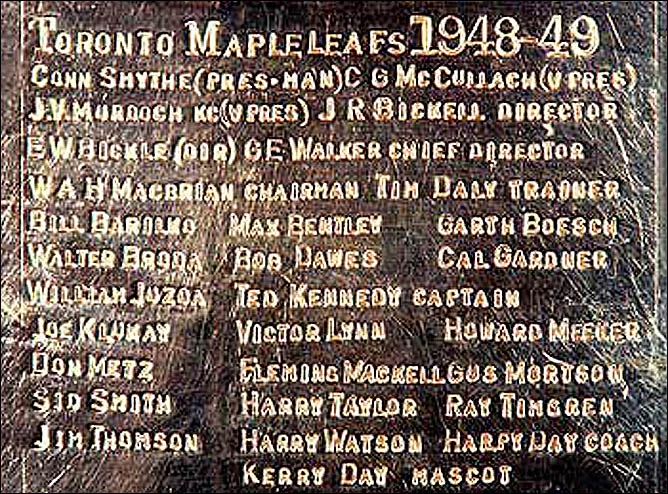 TORONTO MAPLE LEAFS 1948-49
CONN SMYTHE (PRES-MAN) C G MCCULLAGH (V PRES)
J.V. MURDOCH KC (V PRES) J R BICKELL DIRECTOR
E W BICKLE (DIR) G E WALKER CHIEF DIRECTOR
W A H MACBRIAN CHAIRMAN TIM DALY TRAINER
BILL BARILKO MAX BENTLEY GARTH BOESCH
WALTER BRODA BOB DAWES CAL GARDNER
WILLIAM JUZDA TED KENNEDY CAPTAIN
JOE KLUKAY VICTOR LYNN HOWARD MEEKER
DON METZ FLEMING MACKELL GUS MORTSON
SID SMITH HARRY TAYLOR RAY TIMGREN
JIM THOMSON HARRY WATSON HARPY DAY COACH
KERRY DAY MASCOT